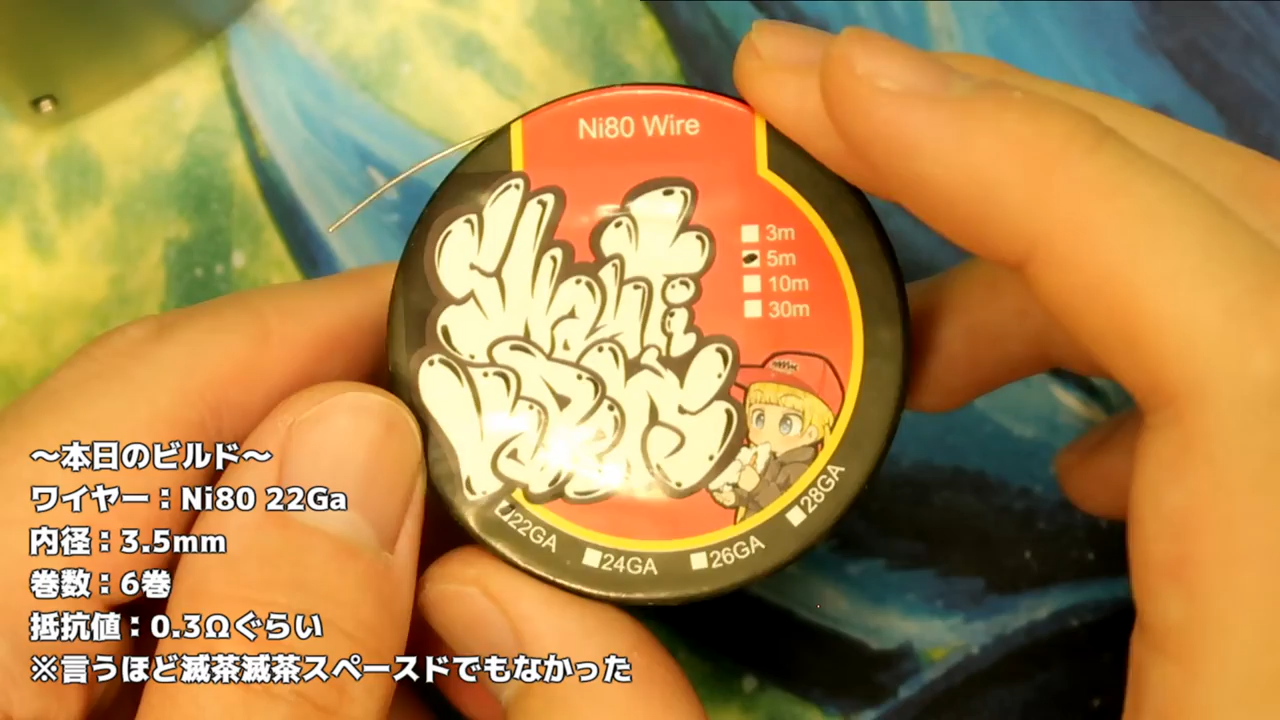 Ni80 Wire
3m
5m
10m
30m
22GA
24GA
26GA
28GA
～本日のビルド～
ワイヤー：Ni80 22Ga
内径：3.5mm
巻数：6巻
抵抗値：0.3Ωぐらい
※言うほど滅茶滅茶スペースドでもなかった